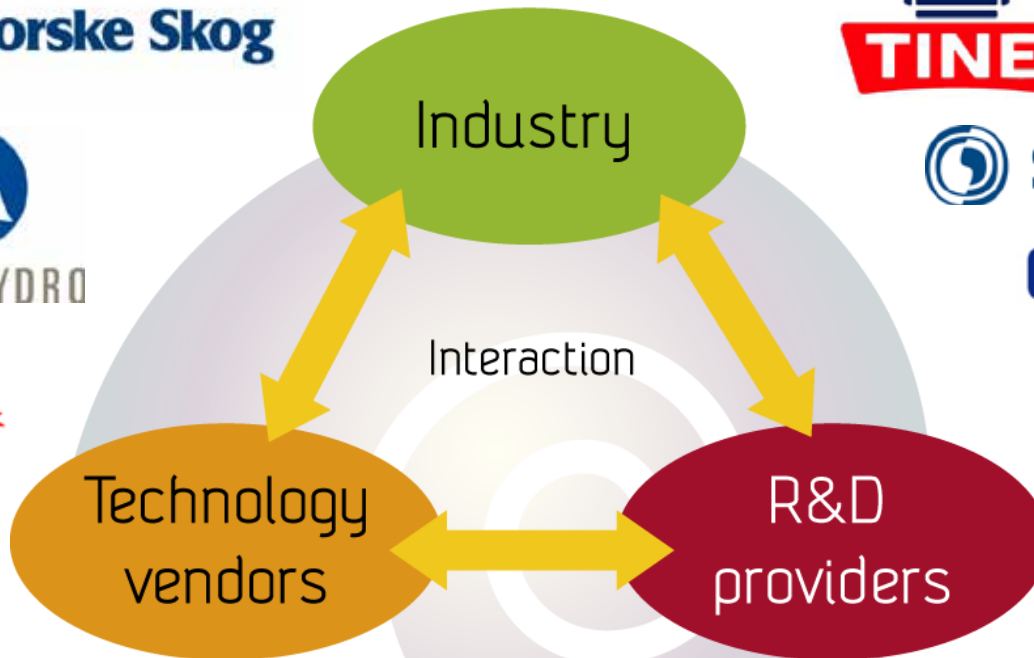 orske Skog
TINE
Industry
YDRO
Interaction
Technology
vendors
R&D
providers